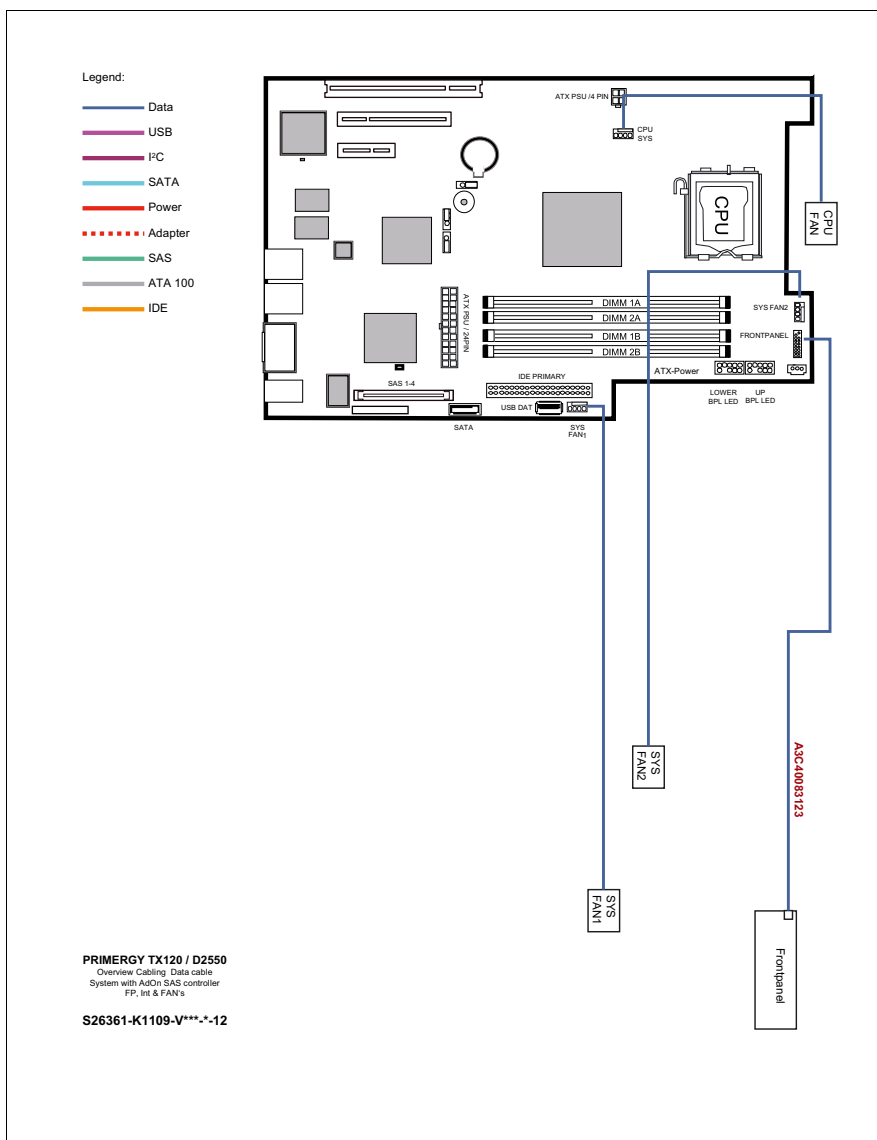 Legend:
Data
USB
I²C
SATA
Power
Adapter
SAS
ATA 100
IDE
ATX PSU /4 PIN
CPU
SYS
CPU
CPU
FAN
DIMM 1A
DIMM 2A
DIMM 1B
DIMM 2B
ATX PSU / 24PIN
SYS FAN2
FRONTPANEL
ATX-Power
LOWER
BPL LED
UP
BPL LED
SAS 1-4
IDE PRIMARY
USB DAT
SATA
SYS
FAN1
SYS
FAN2
A3C40083123
SYS
FAN1
Frontpanel
PRIMERGY TX120 / D2550
Overview Cabling Data cable
System with AdOn SAS controller
FP, Int & FAN's
S26361-K1109-V***-*-12